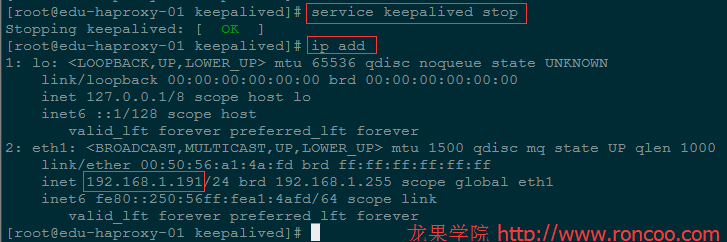 [root@edu-haproxy-01 keepalived]# service keepalived stop
Stopping keepalived: [  OK  ]
[root@edu-haproxy-01 keepalived]# ip add
1: lo: <LOOPBACK,UP,LOWER_UP> mtu 65536 qdisc noqueue state UNKNOWN
    link/loopback 00:00:00:00:00:00 brd 00:00:00:00:00:00
    inet 127.0.0.1/8 scope host lo
    inet6 ::1/128 scope host
       valid_lft forever preferred_lft forever
2: eth1: <BROADCAST,MULTICAST,UP,LOWER_UP> mtu 1500 qdisc mq state UP qlen 1000
    link/ether 00:50:56:a1:4a:fd brd ff:ff:ff:ff:ff:ff
    inet 192.168.1.191/24 brd 192.168.1.255 scope global eth1
    inet6 fe80::250:56ff:fea1:4afd/64 scope link
       valid_lft forever preferred_lft forever
[root@edu-haproxy-01 keepalived]#
龙果学院 http://www.roncoo.com